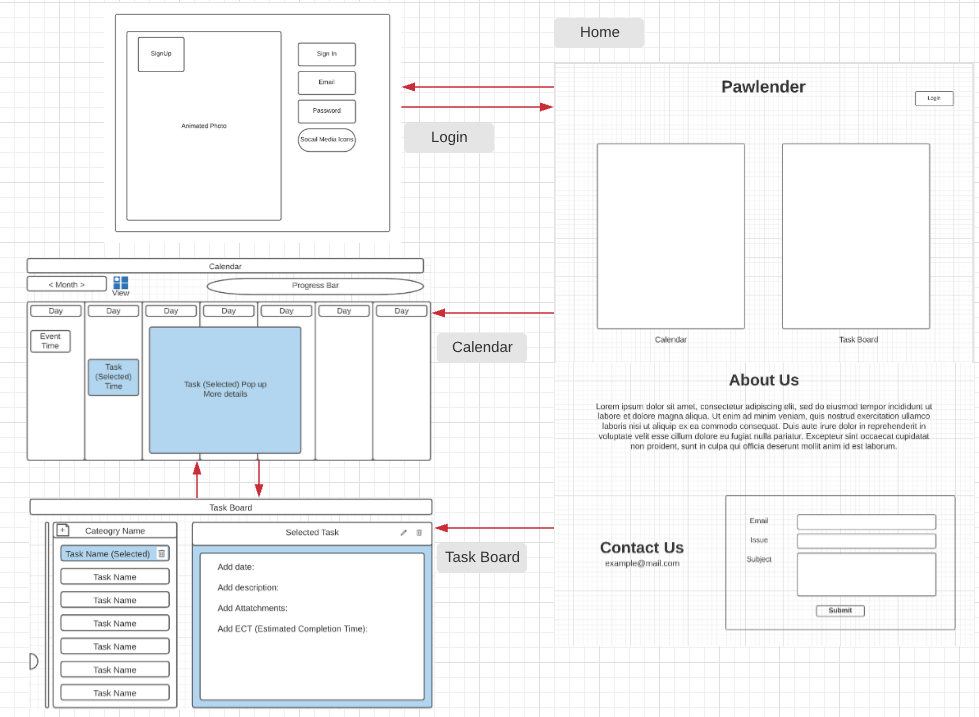 SignUp
Animated Photo
Sign In
Email
Password
Socail Media Icons
Login
Home
Pawlender
Login
Calendar
Task Board
About Us
Lorem ipsum dolor sit amet, consectetur adipiscing elit, sed do eiusmod tempor incididunt ut
labore et dolore magna aliqua. Ut enim ad minim veniam, quis nostrud exercitation ullamco
laboris nisi ut aliquip ex ea commodo consequat. Duis aute irure dolor in reprehenderit in
voluptate velit esse cillum dolore eu fugiat nulla pariatur. Excepteur sint occaecat cupidatat
non proident, sunt in culpa qui officia deserunt mollit anim id est laborum.
Contact Us
example@mail.com
Email
Issue
Subject
Submit
Calendar
< Month >
View
Progress Bar
Day
Day
Day
Day
Day
Day
Day
Event
Time
Task
(Selected)
Time
Task (Selected) Pop up
More details
Calendar
Task Board
Cateogry Name
Task Name (Selected)
Task Name
Task Name
Task Name
Task Name
Task Name
Task Name
Selected Task
Add date:
Add description:
Add Attatchments:
Add ECT (Estimated Completion Time):
Task Board